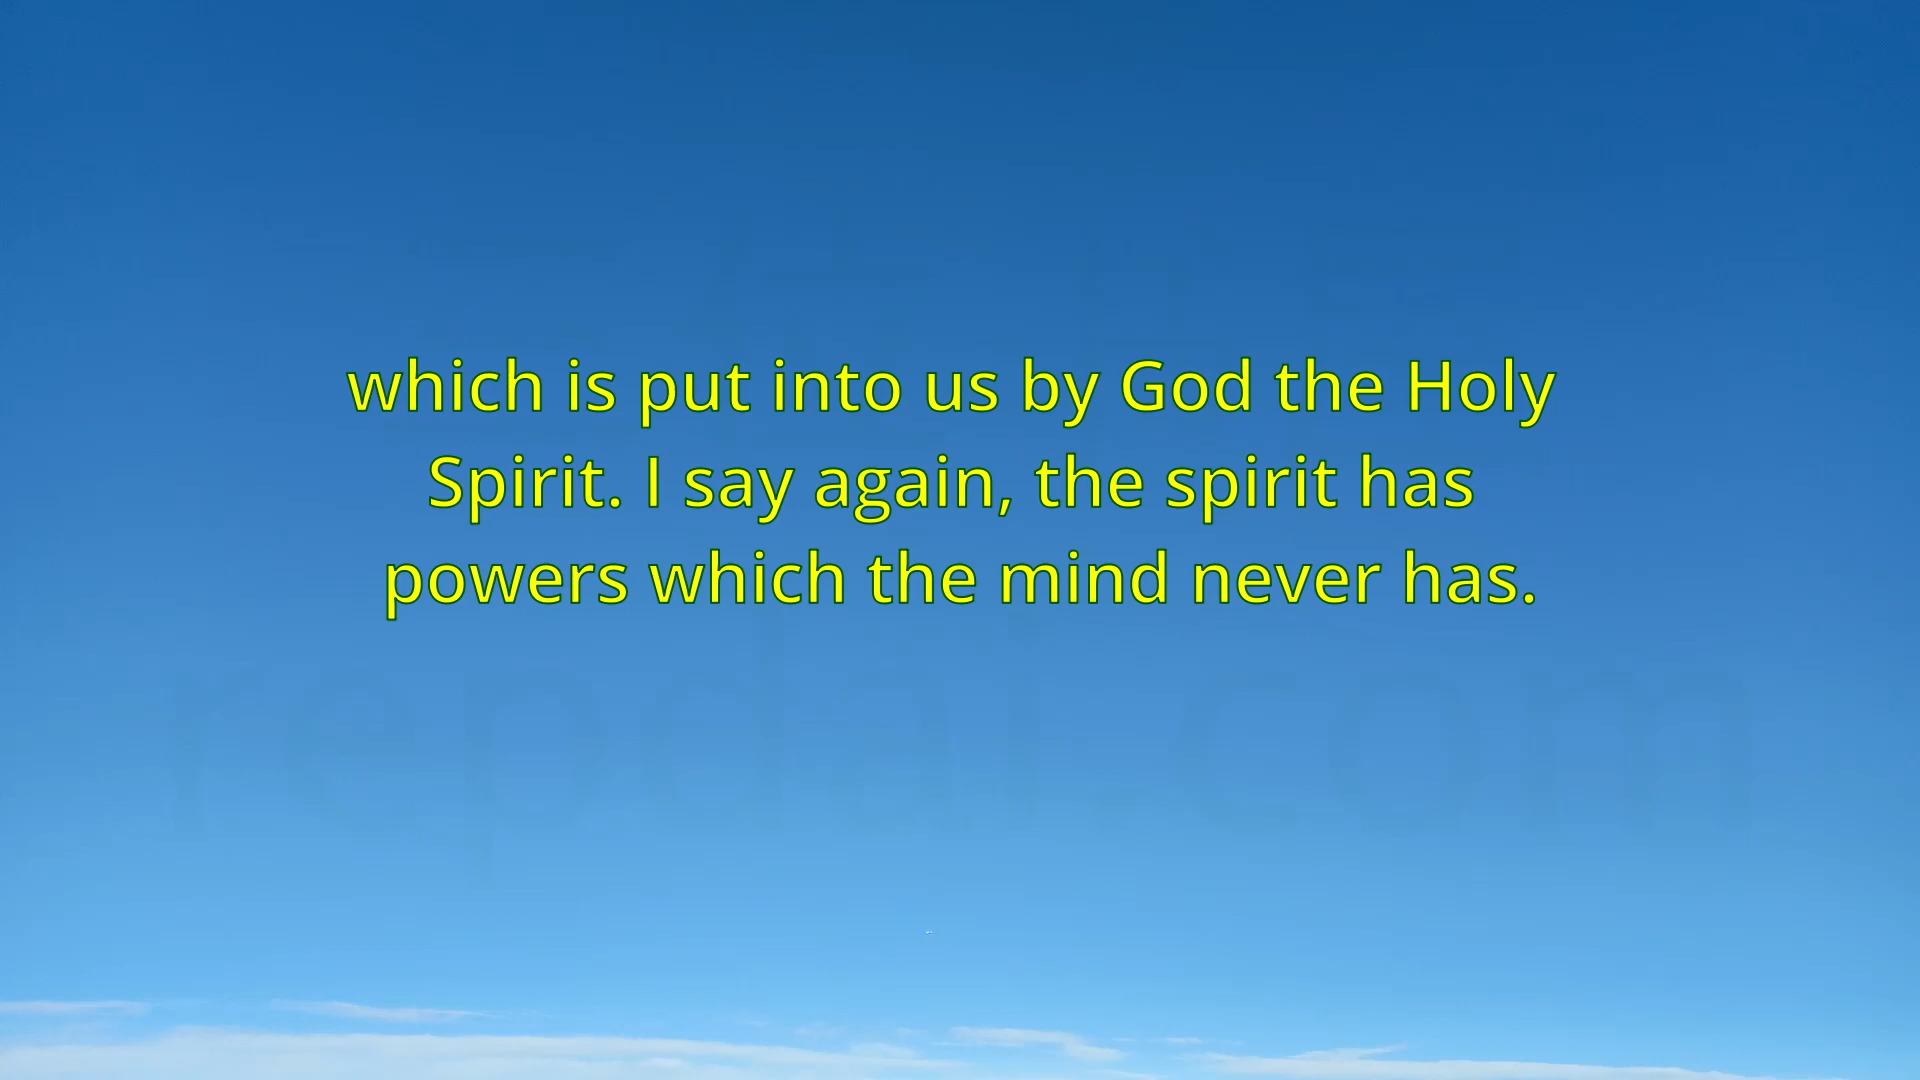 which is put into us by God the Holy
Spirit. I say again, the spirit has
powers which the mind never has.